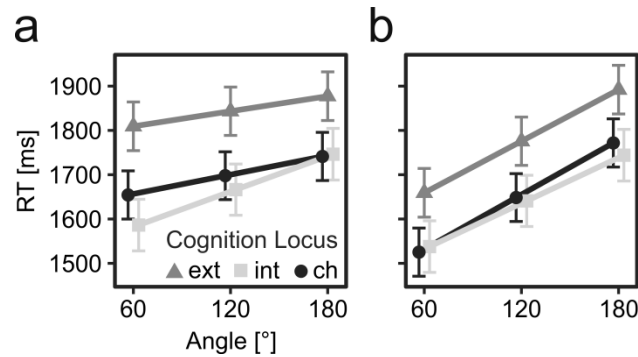 a
b
1900
1800
1700
1600
1500
RT [ms]
Cognition Locus
ext int ch
60 120 180
60 120 180
Angle [°]